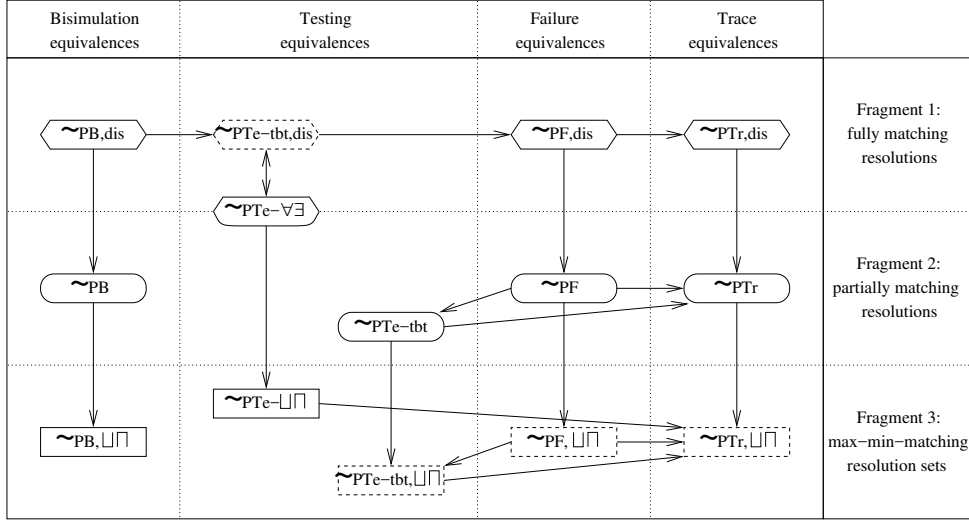 Bisimulation
equivalences
Testing
equivalences
Failure
equivalences
Trace
equivalences
∼PB,dis
∼PTe−tbt,dis
∼PF,dis
∼PTr,dis
Fragment 1:
fully matching
resolutions
∼PTe−∀∃
∼PB
∼PF
∼PTr
Fragment 2:
partially matching
resolutions
∼PTe−tbt
∼PTe−⊔⊓
∼PB,⊔⊓
∼PF,⊔⊓
∼PTr,⊔⊓
Fragment 3:
max−min−matching
resolution sets
∼PTe−tbt,⊔⊓